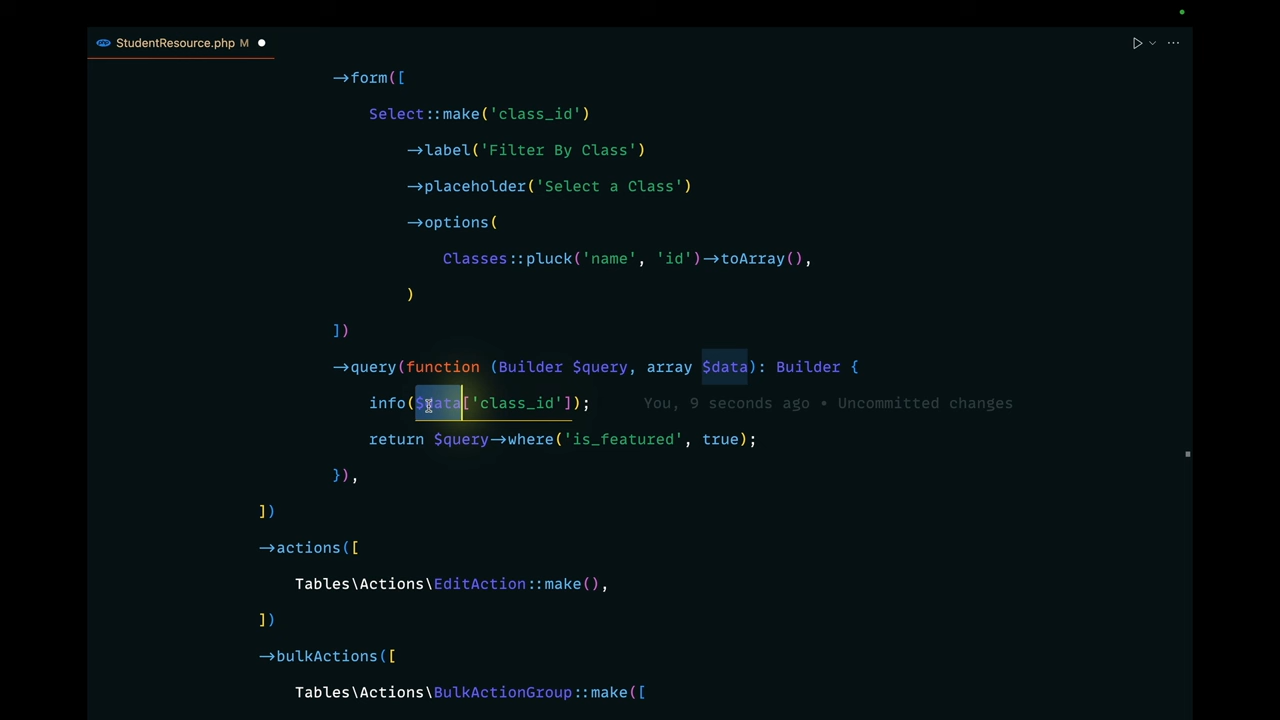 StudentResource.php M
->form([
Select::make('class_id')
->label('Filter By Class')
->placeholder('Select a Class')
->options(
Classes::pluck('name', 'id')->toArray(),
)
])
->query(function (Builder $query, array $data): Builder {
info($data['class_id']); You, 9 seconds ago • Uncommitted changes
return $query->where('is_featured', true);
}),
])
->actions([
Tables\Actions\EditAction::make(),
])
->bulkActions([
Tables\Actions\BulkActionGroup::make([